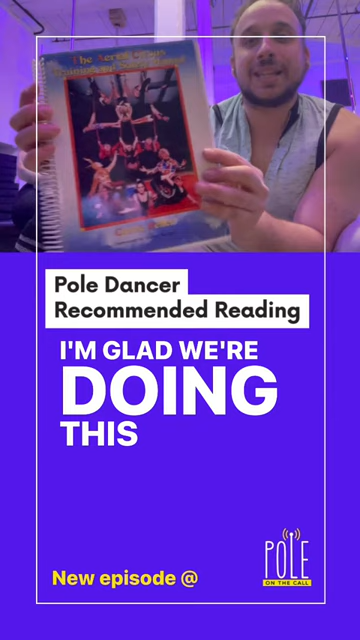 Pole Dancer
Recommended Reading
I'M GLAD WE'RE
DOING
THIS
New episode @
POLE
ON THE CALL